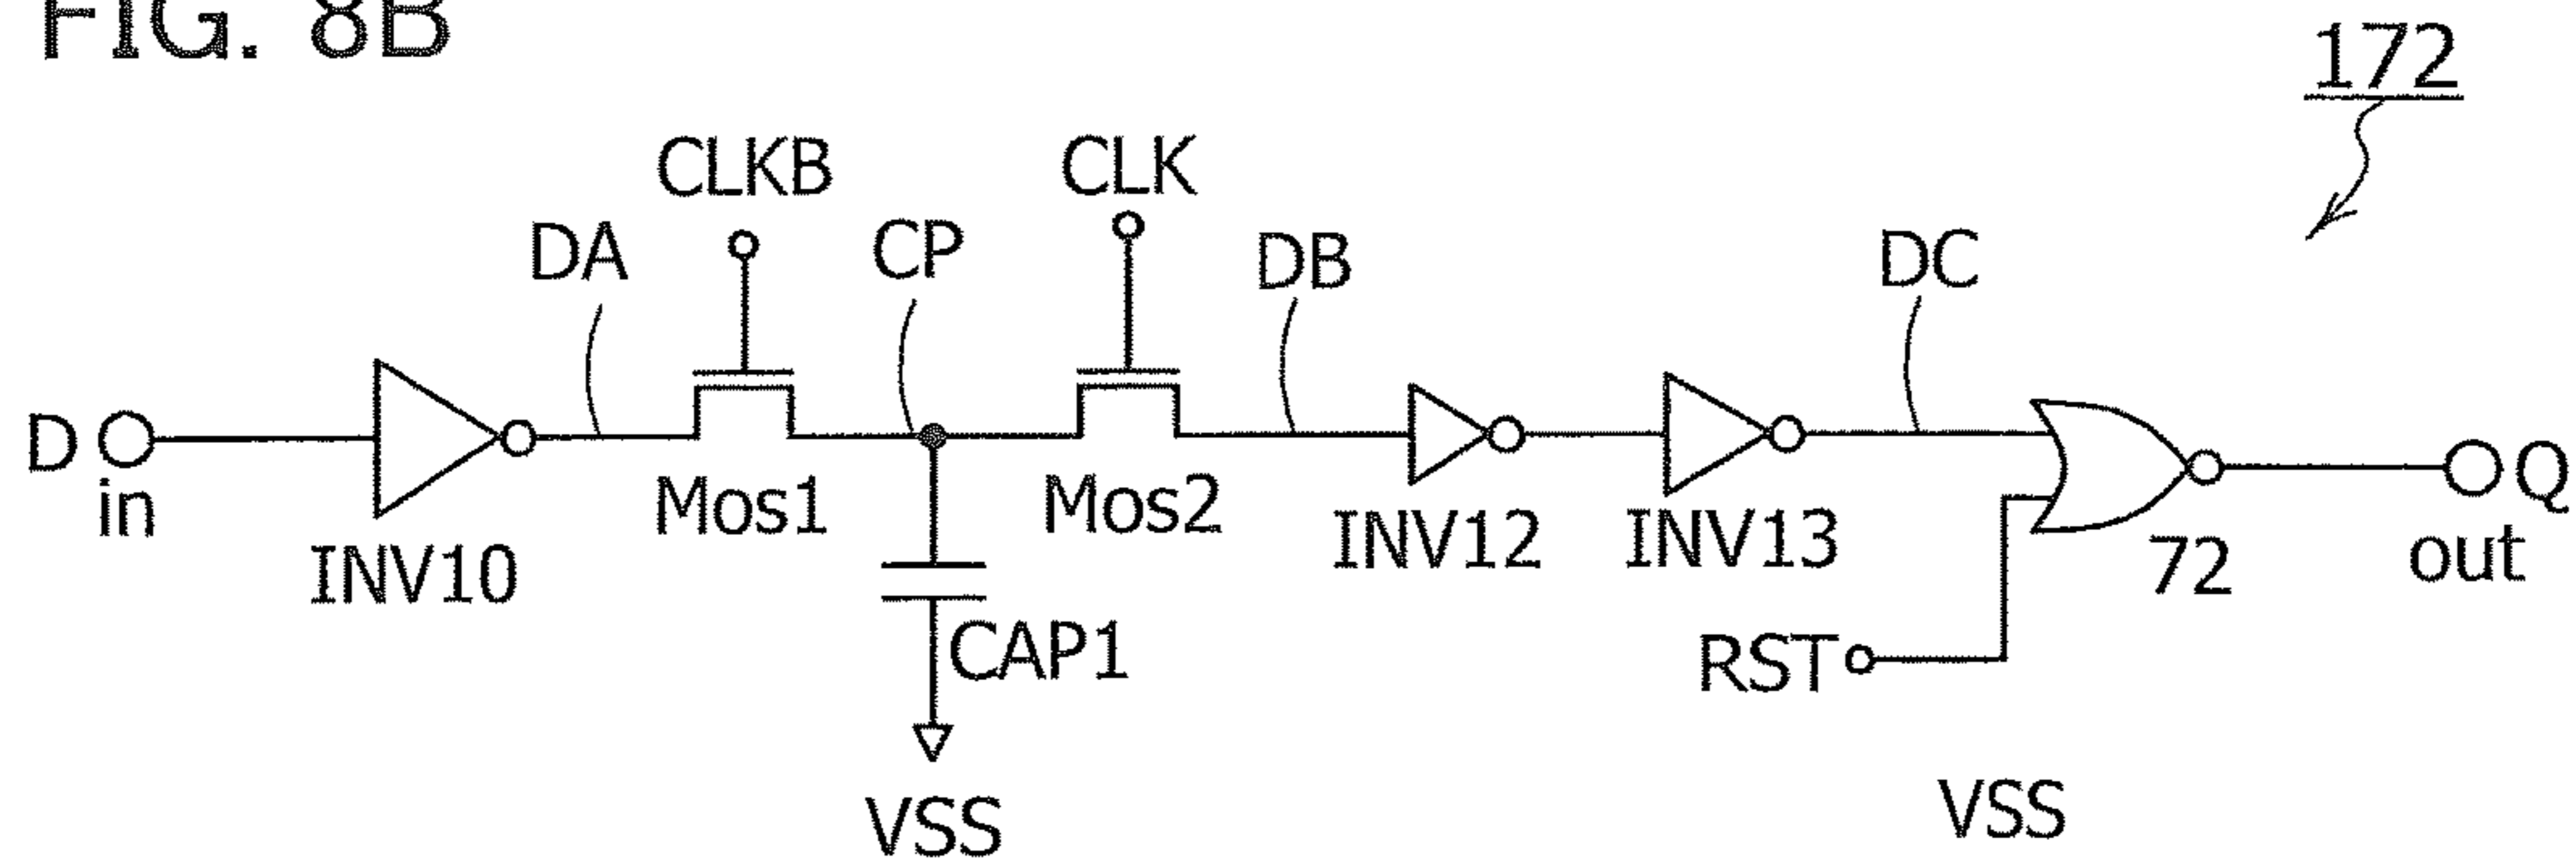 FIG. 8B
172
CLKB
CLK
DA
CP
DB
DC
D
in
INV10
Mos1
Mos2
INV12
INV13
72
Q
out
CAP1
RST
VSS
VSS